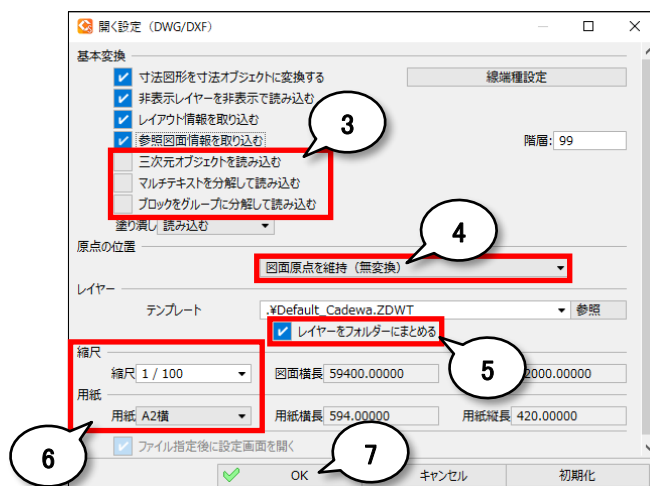 開く設定（DWG/DXF）
基本変換
寸法図形を寸法オブジェクトに変換する 線端種設定
非表示レイヤーを非表示で読み込む
レイアウト情報を取り込む
3
参照図面情報を取り込む 階層: 99
三次元オブジェクトを読み込む
マルチテキストを分解して読み込む
ブロックをグループに分解して読み込む
塗り潰し 読み込む
4
原点の位置
図面原点を維持（無変換）
レイヤー
テンプレート .¥Default_Cadewa.ZDWT 参照
レイヤーをフォルダーにまとめる
縮尺
5
縮尺 1 / 100 図面横長 59400.00000 2000.00000
用紙
用紙 A2横 用紙横長 594.00000 用紙縦長 420.00000
ファイル指定後に設定画面を開く
6
7
OK キャンセル 初期化